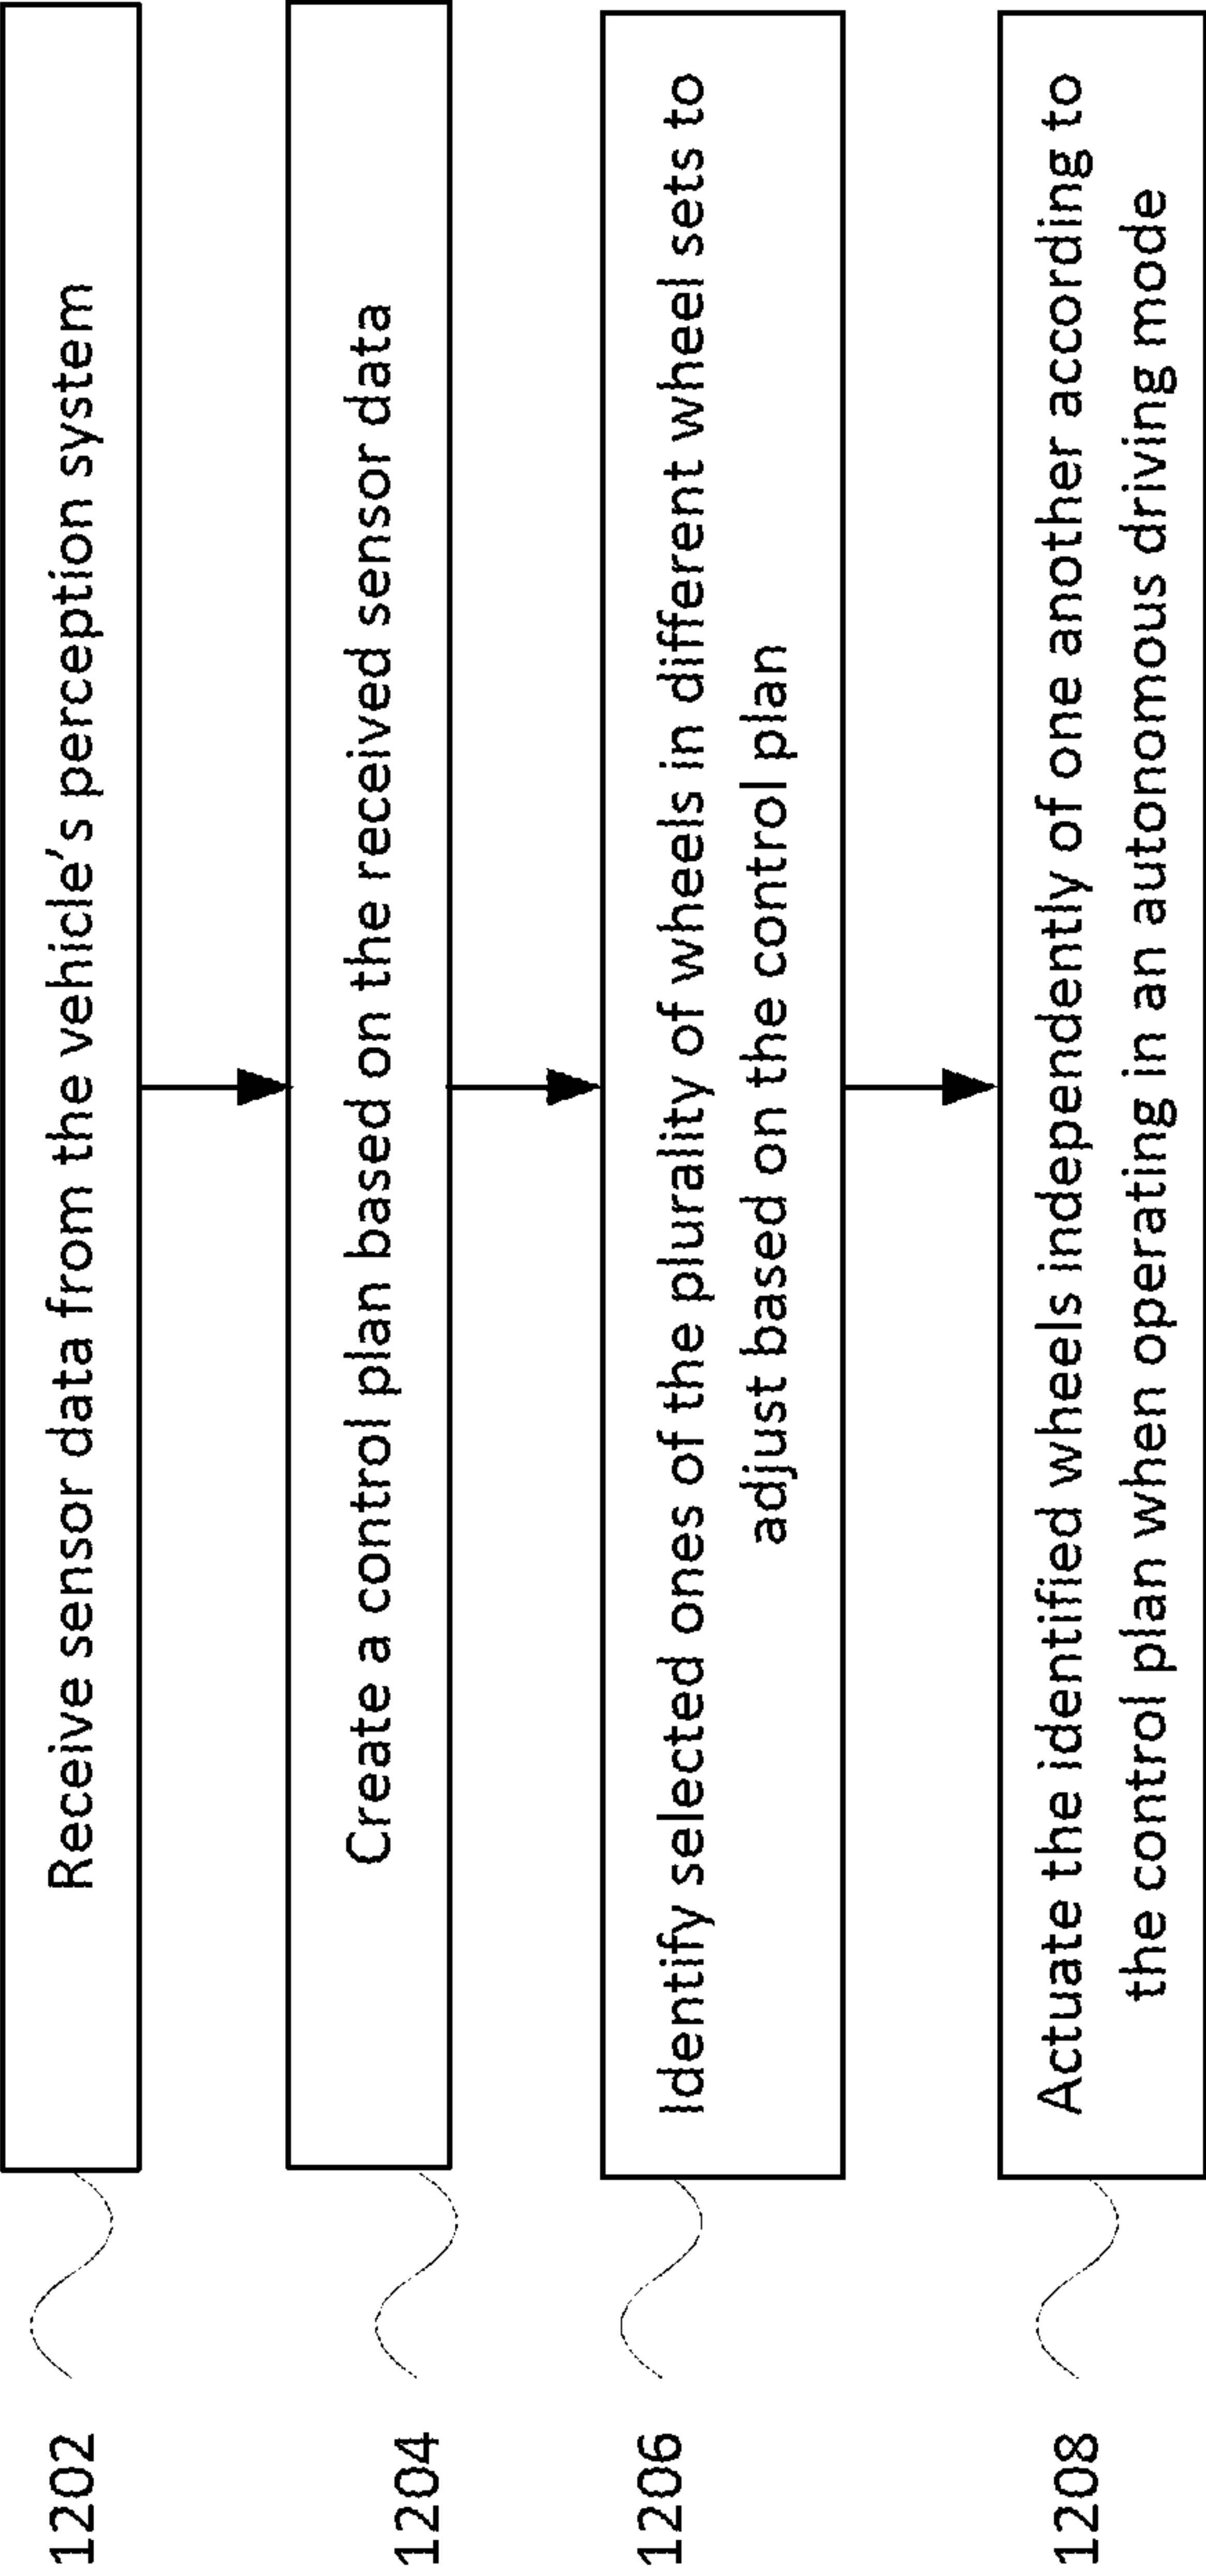 1202
Receive sensor data from the vehicle's perception system
1204
Create a control plan based on the received sensor data
1206
Identify selected ones of the plurality of wheels in different wheel sets to
adjust based on the control plan
1208
Actuate the identified wheels independently of one another according to
the control plan when operating in an autonomous driving mode